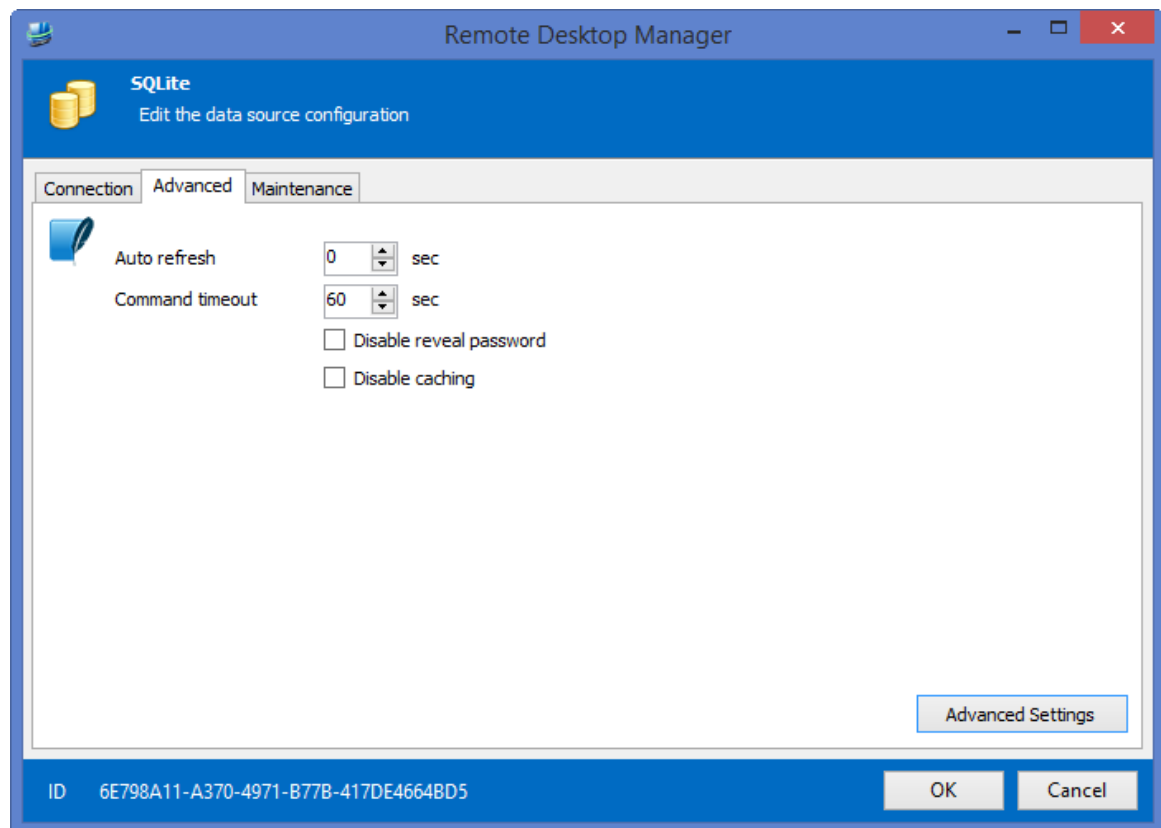 Remote Desktop Manager
SQLite
Edit the data source configuration
Connection Advanced Maintenance
Auto refresh 0 sec
Command timeout 60 sec
Disable reveal password
Disable caching
Advanced Settings
ID 6E798A11-A370-4971-B77B-417DE4664BD5 OK Cancel